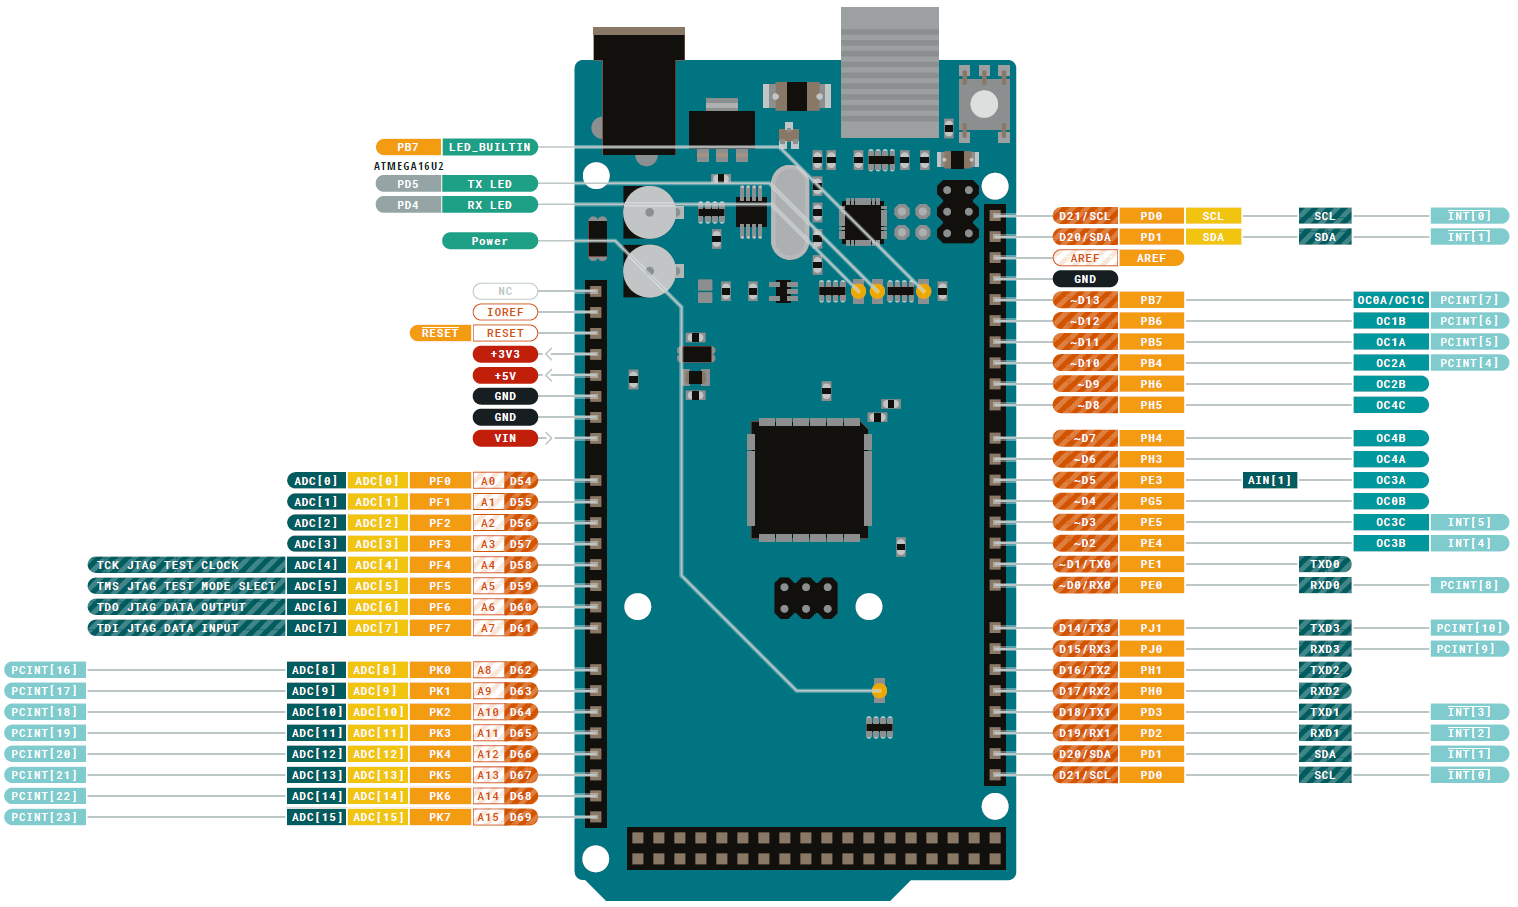 PB7 LED_BUILTIN
ATMEGA16U2
PD5 TX LED
PD4 RX LED
Power
NC
IOREF
RESET RESET
+3V3
+5V
GND
GND
VIN
ADC[0] ADC[0] PF0 A0 D54
ADC[1] ADC[1] PF1 A1 D55
ADC[2] ADC[2] PF2 A2 D56
ADC[3] ADC[3] PF3 A3 D57
TCK JTAG TEST CLOCK ADC[4] ADC[4] PF4 A4 D58
TMS JTAG TEST MODE SLECT ADC[5] ADC[5] PF5 A5 D59
TDO JTAG DATA OUTPUT ADC[6] ADC[6] PF6 A6 D60
TDI JTAG DATA INPUT ADC[7] ADC[7] PF7 A7 D61
PCINT[16] ADC[8] ADC[8] PK0 A8 D62
PCINT[17] ADC[9] ADC[9] PK1 A9 D63
PCINT[18] ADC[10] ADC[10] PK2 A10 D64
PCINT[19] ADC[11] ADC[11] PK3 A11 D65
PCINT[20] ADC[12] ADC[12] PK4 A12 D66
PCINT[21] ADC[13] ADC[13] PK5 A13 D67
PCINT[22] ADC[14] ADC[14] PK6 A14 D68
PCINT[23] ADC[15] ADC[15] PK7 A15 D69
D21/SCL PD0 SCL SCL INT[0]
D20/SDA PD1 SDA SDA INT[1]
AREF AREF
GND
~D13 PB7 OC0A/OC1C PCINT[7]
~D12 PB6 OC1B PCINT[6]
~D11 PB5 OC1A PCINT[5]
~D10 PB4 OC2A PCINT[4]
~D9 PH6 OC2B
~D8 PH5 OC4C
~D7 PH4 OC4B
~D6 PH3 OC4A
~D5 PE3 AIN[1] OC3A
~D4 PG5 OC0B
~D3 PE5 OC3C INT[5]
~D2 PE4 OC3B INT[4]
~D1/TX0 PE1 TXD0
~D0/RX0 PE0 RXD0 PCINT[8]
D14/TX3 PJ1 TXD3 PCINT[10]
D15/RX3 PJ0 RXD3 PCINT[9]
D16/TX2 PH1 TXD2
D17/RX2 PH0 RXD2
D18/TX1 PD3 TXD1 INT[3]
D19/RX1 PD2 RXD1 INT[2]
D20/SDA PD1 SDA INT[1]
D21/SCL PD0 SCL INT[0]